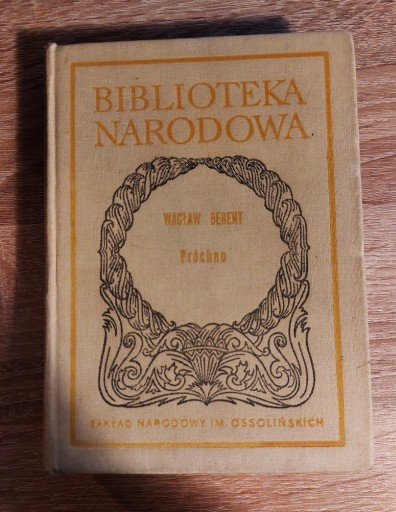 BIBLIOTEKA
NARODOWA
WACŁAW BERENT
Próchno
ZAKŁAD NARODOWY IM. OSSOLIŃSKICH